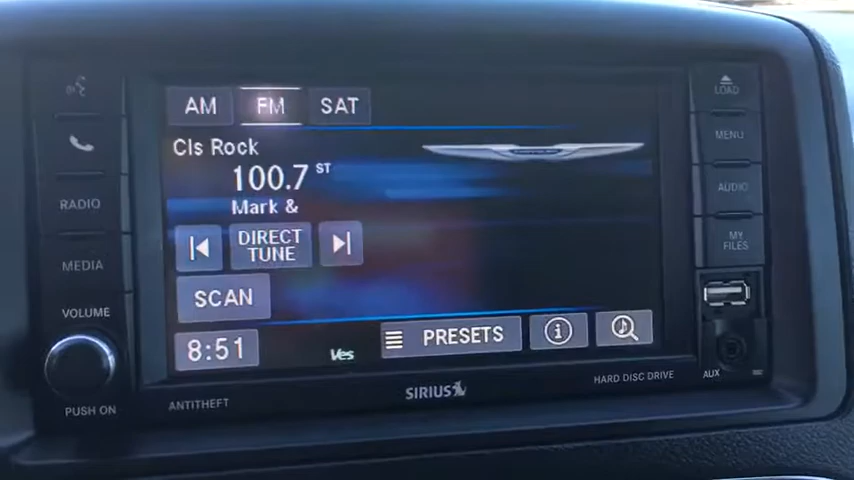 LOAD
AM FM SAT
Cls Rock
MENU
100.7 ST
RADIO
Mark &
AUDIO
DIRECT TUNE
MY FILES
MEDIA
SCAN
VOLUME
8:51
Ves
PRESETS
i
HARD DISC DRIVE
AUX
SIRIUS
ANTITHEFT
PUSH ON